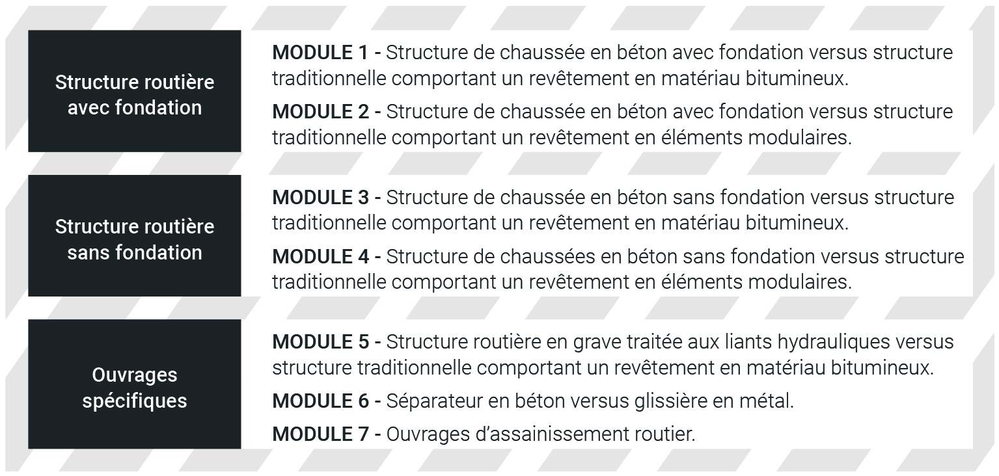 Structure routière
avec fondation
MODULE 1 - Structure de chaussée en béton avec fondation versus structure
traditionnelle comportant un revêtement en matériau bitumineux.
MODULE 2 - Structure de chaussée en béton avec fondation versus structure
traditionnelle comportant un revêtement en éléments modulaires.
Structure routière
sans fondation
MODULE 3 - Structure de chaussée en béton sans fondation versus structure
traditionnelle comportant un revêtement en matériau bitumineux.
MODULE 4 - Structure de chaussées en béton sans fondation versus structure
traditionnelle comportant un revêtement en éléments modulaires.
Ouvrages
spécifiques
MODULE 5 - Structure routière en grave traitée aux liants hydrauliques versus
structure traditionnelle comportant un revêtement en matériau bitumineux.
MODULE 6 - Séparateur en béton versus glissière en métal.
MODULE 7 - Ouvrages d’assainissement routier.